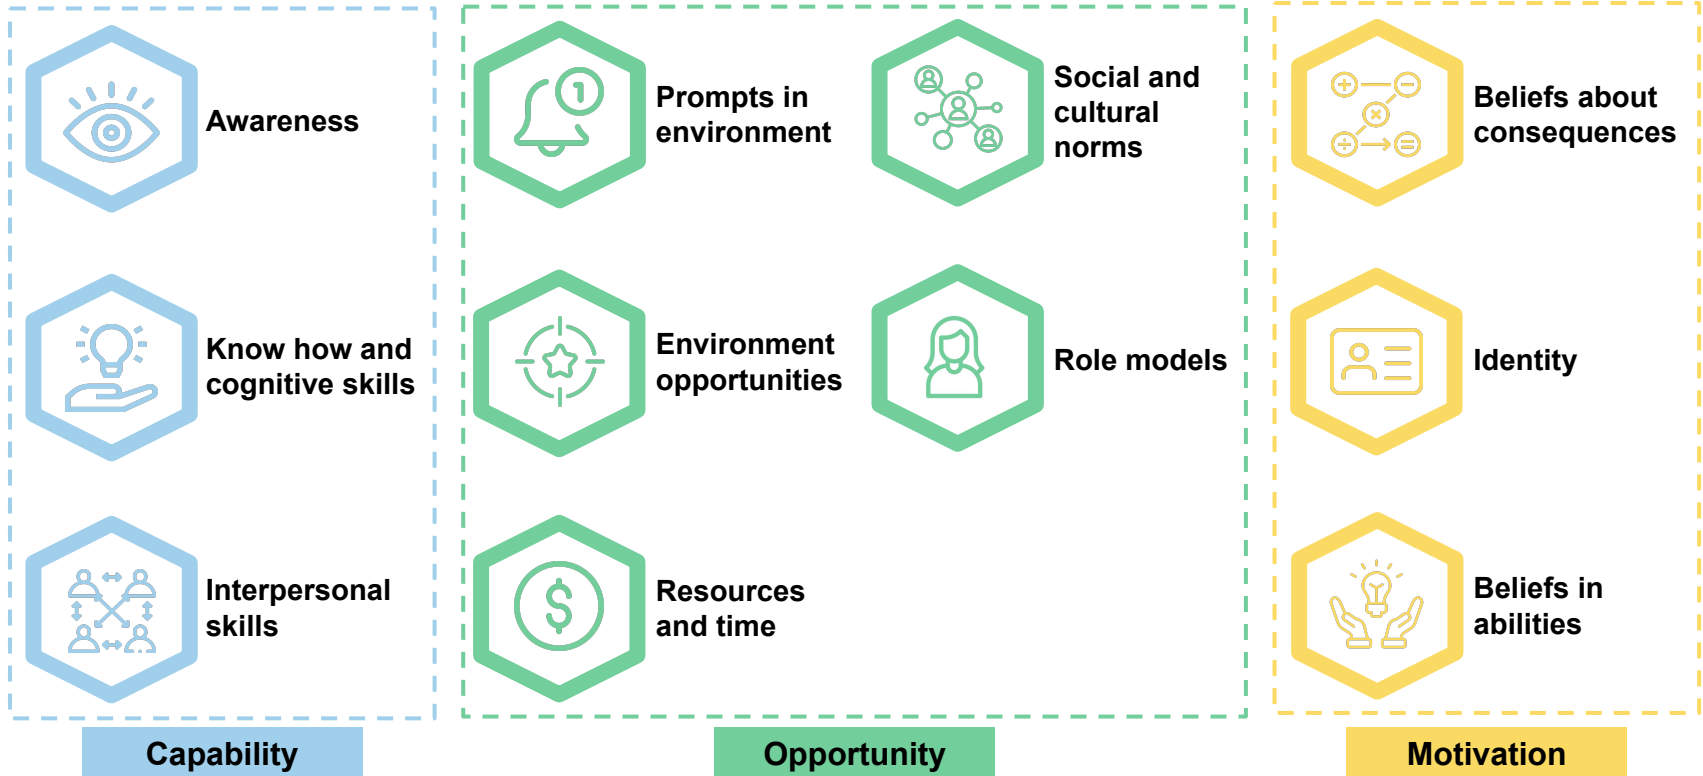 Awareness
Know how and
cognitive skills
Interpersonal
skills
Capability
1
Prompts in
environment
Social and
cultural
norms
Environment
opportunities
Role models
$
Resources
and time
Opportunity
Beliefs about
consequences
Identity
Beliefs in
abilities
Motivation